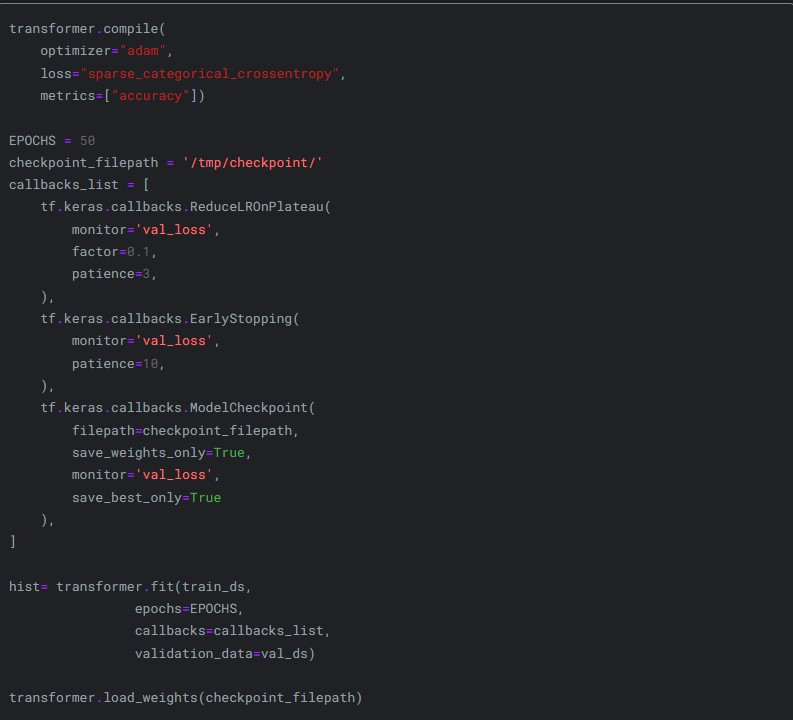 transformer.compile(
    optimizer="adam",
    loss="sparse_categorical_crossentropy",
    metrics=["accuracy"])

EPOCHS = 50
checkpoint_filepath = '/tmp/checkpoint/'
callbacks_list = [
    tf.keras.callbacks.ReduceLROnPlateau(
        monitor='val_loss',
        factor=0.1,
        patience=3,
    ),
    tf.keras.callbacks.EarlyStopping(
        monitor='val_loss',
        patience=10,
    ),
    tf.keras.callbacks.ModelCheckpoint(
        filepath=checkpoint_filepath,
        save_weights_only=True,
        monitor='val_loss',
        save_best_only=True
    ),
]

hist= transformer.fit(train_ds,
                epochs=EPOCHS,
                callbacks=callbacks_list,
                validation_data=val_ds)

transformer.load_weights(checkpoint_filepath)